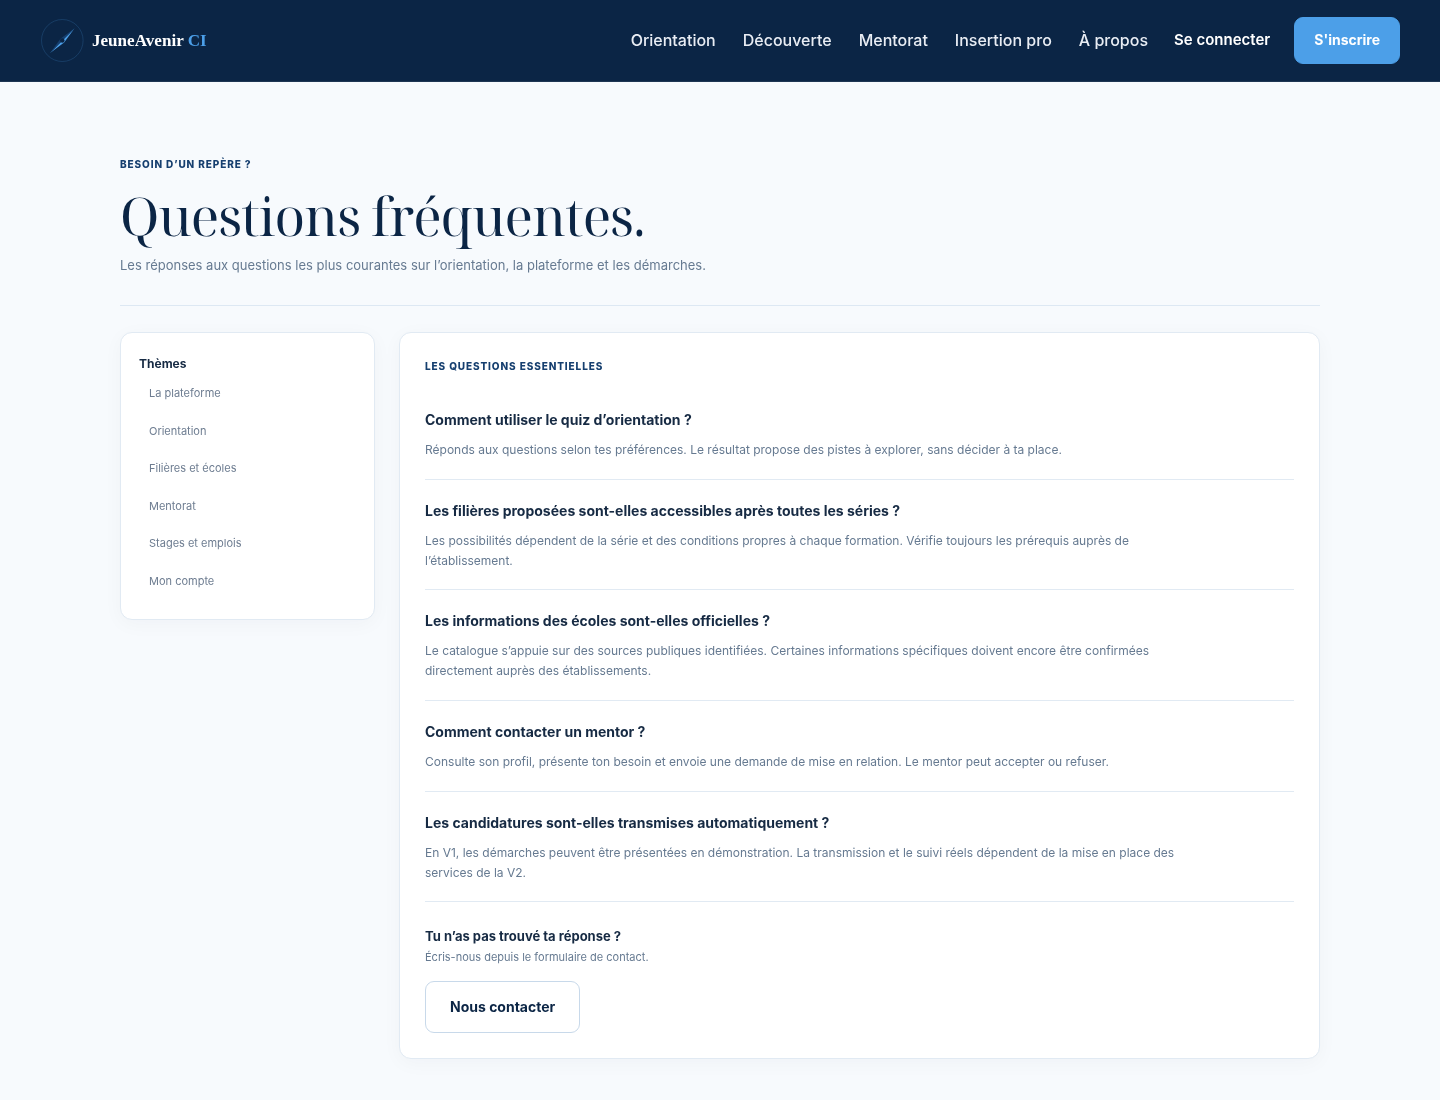 JeuneAvenir CI
Orientation
Découverte
Mentorat
Insertion pro
À propos
Se connecter
S'inscrire
BESOIN D’UN REPÈRE ?
Questions fréquentes.
Les réponses aux questions les plus courantes sur l’orientation, la plateforme et les démarches.
Thèmes
La plateforme
Orientation
Filières et écoles
Mentorat
Stages et emplois
Mon compte
LES QUESTIONS ESSENTIELLES
Comment utiliser le quiz d’orientation ?
Réponds aux questions selon tes préférences. Le résultat propose des pistes à explorer, sans décider à ta place.
Les filières proposées sont-elles accessibles après toutes les séries ?
Les possibilités dépendent de la série et des conditions propres à chaque formation. Vérifie toujours les prérequis auprès de
l’établissement.
Les informations des écoles sont-elles officielles ?
Le catalogue s’appuie sur des sources publiques identifiées. Certaines informations spécifiques doivent encore être confirmées
directement auprès des établissements.
Comment contacter un mentor ?
Consulte son profil, présente ton besoin et envoie une demande de mise en relation. Le mentor peut accepter ou refuser.
Les candidatures sont-elles transmises automatiquement ?
En V1, les démarches peuvent être présentées en démonstration. La transmission et le suivi réels dépendent de la mise en place des
services de la V2.
Tu n’as pas trouvé ta réponse ?
Écris-nous depuis le formulaire de contact.
Nous contacter